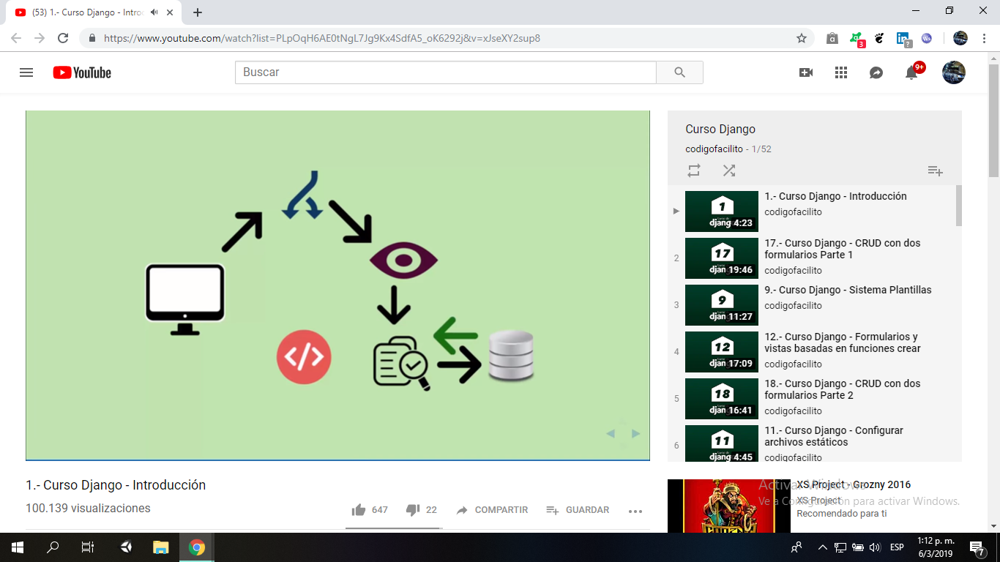 (53) 1.- Curso Django - Intro
https://www.youtube.com/watch?list=PLpOqH6AE0tNgL7Jg9Kx4SdfA5_oK6292j&v=xJseXY2sup8
a
3
?
Ws
YouTube
Buscar
9+
</>
1.- Curso Django - Introducción
100.139 visualizaciones
647
22
COMPARTIR
GUARDAR
Curso Django
codigofacilito - 1/52
1
djang 4:23
1.- Curso Django - Introducción
codigofacilito
2
17
djan 19:46
17.- Curso Django - CRUD con dos
formularios Parte 1
codigofacilito
3
9
djan 11:27
9.- Curso Django - Sistema Plantillas
codigofacilito
4
12
djan 17:09
12.- Curso Django - Formularios y
vistas basadas en funciones crear
codigofacilito
5
18
djan 16:41
18.- Curso Django - CRUD con dos
formularios Parte 2
codigofacilito
6
11
djang 4:45
11.- Curso Django - Configurar
archivos estáticos
codigofacilito
XS Project - Grozny 2016
XS Project
Recomendado para ti
Activar Windows
Ve a Configuración para activar Windows.
ESP
1:12 p. m.
6/3/2019
7